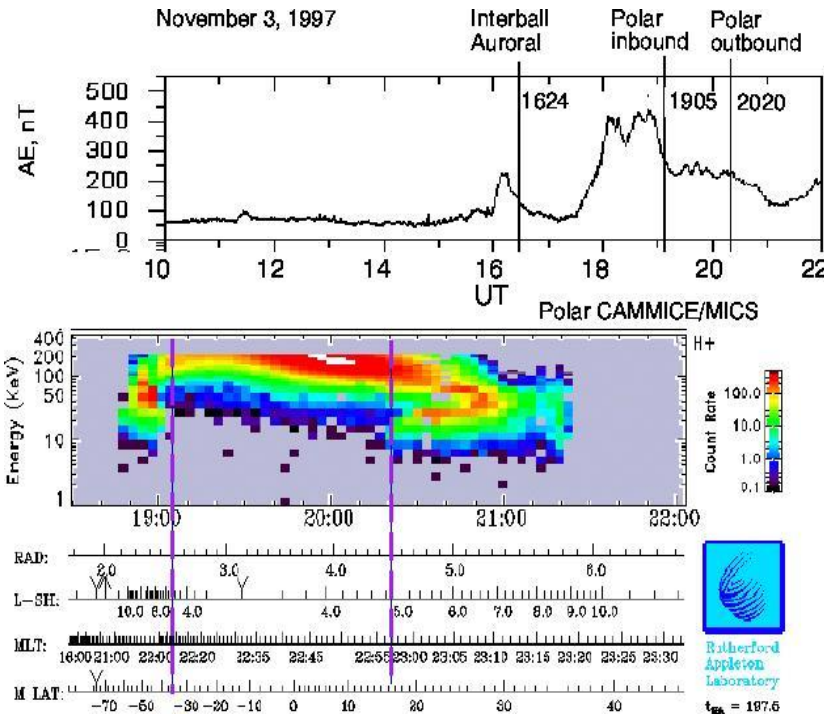 November 3, 1997
Interball Auroral
Polar inbound
Polar outbound
AE, nT
500
400
300
200
100
0
1624
1905
2020
10 12 14 16 18 20 22
UT
Polar CAMMICE/MICS
H+
Energy (KeV)
400
200
100
50
10
1
19:00 20:00 21:00 22:00
Count Rate
100.0
10.0
1.0
0.1
RAD:
2.0 3.0 4.0 5.0 6.0
L-SH:
10.0 6.0 4.0 4.0 5.0 6.0 7.0 8.0 9.0 10.0
MLT:
16:00 21:00 22:00 22:20 22:35 22:45 22:55 23:00 23:05 23:10 23:15 23:20 23:25 23:30
M LAT:
-70 -50 -30 -20 -10 0 10 20 30 40
Rutherford
Appleton
Laboratory
= 197.5